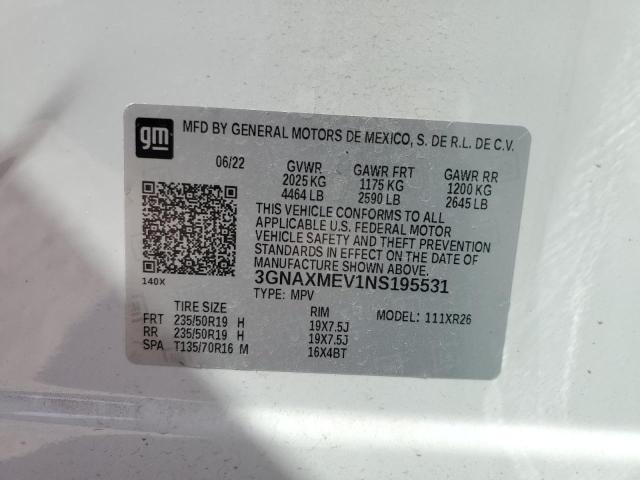 gm
MFD BY GENERAL MOTORS DE MEXICO, S. DE R.L. DE C.V.
06/22 GVWR GAWR FRT GAWR RR
2025 KG 1175 KG 1200 KG
4464 LB 2590 LB 2645 LB
THIS VEHICLE CONFORMS TO ALL
APPLICABLE U.S. FEDERAL MOTOR
VEHICLE SAFETY AND THEFT PREVENTION
STANDARDS IN EFFECT ON THE DATE OF
MANUFACTURE SHOWN ABOVE.
140X 3GNAXMEV1NS195531
TYPE: MPV
TIRE SIZE RIM MODEL: 111XR26
FRT 235/50R19 H 19X7.5J
RR 235/50R19 H 19X7.5J
SPA T135/70R16 M 16X4BT